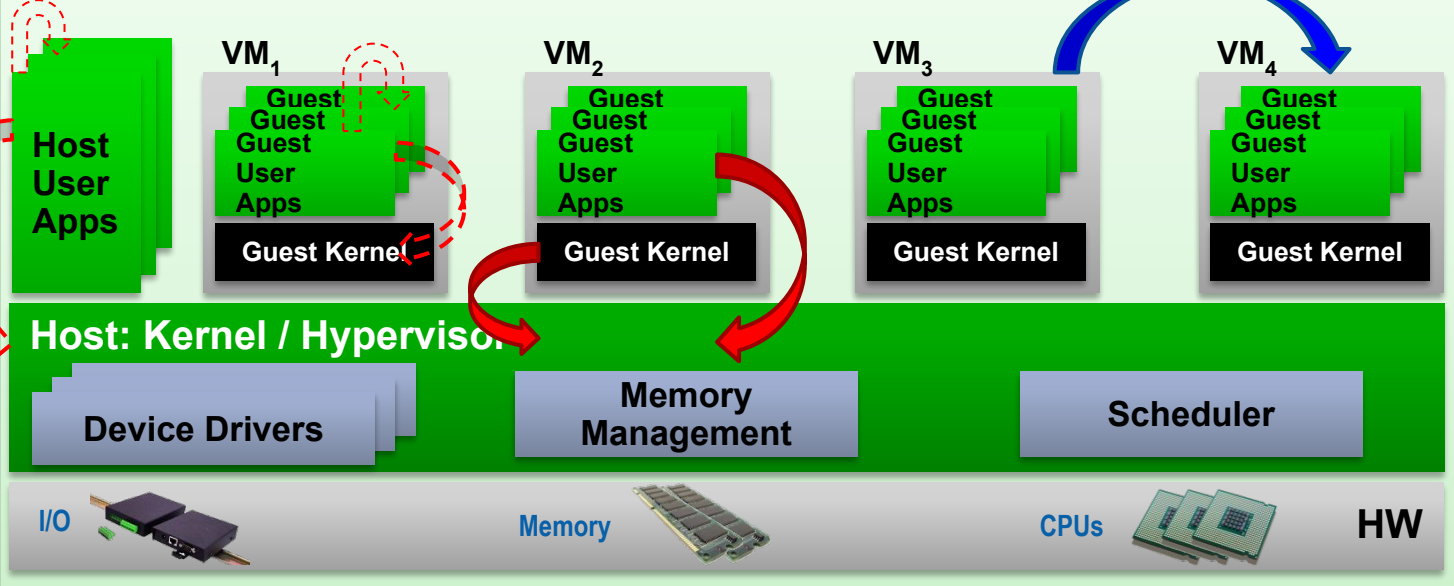 Host
User
Apps
VM1
Guest
Guest
Guest
User
Apps
Guest Kernel
VM2
Guest
Guest
Guest
User
Apps
Guest Kernel
VM3
Guest
Guest
Guest
User
Apps
Guest Kernel
VM4
Guest
Guest
Guest
User
Apps
Guest Kernel
Host: Kernel / Hypervisor
Device Drivers
Memory
Management
Scheduler
I/O
Memory
CPUs
HW